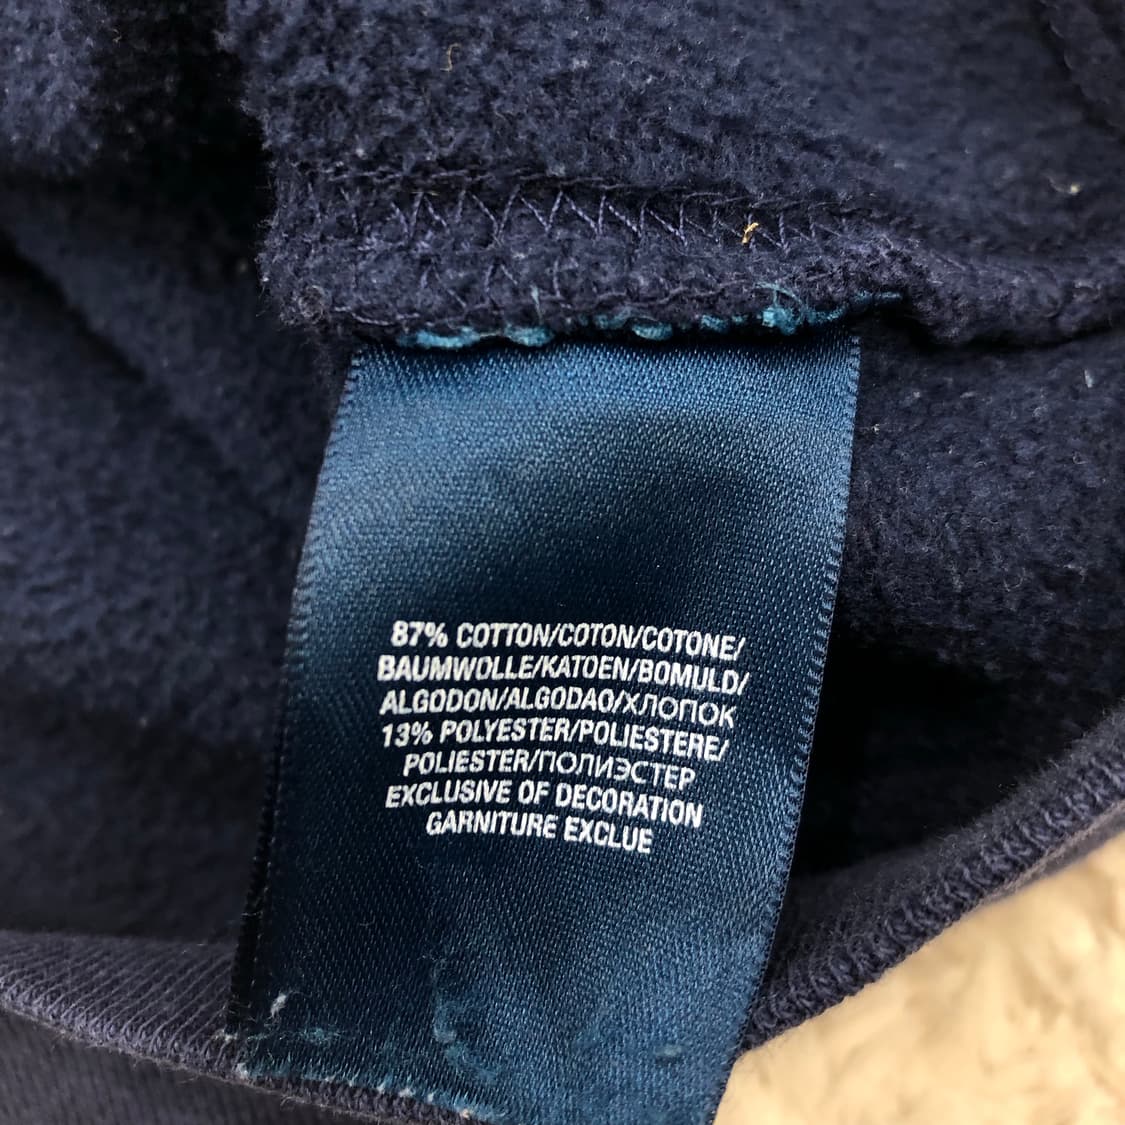 87% COTTON/COTON/COTONE/
BAUMWOLLE/KATOEN/BOMULD/
ALGODON/ALGODAO/ХЛОПОК
13% POLYESTER/POLIESTERE/
POLIESTER/ПОЛИЭСТЕР
EXCLUSIVE OF DECORATION
GARNITURE EXCLUE